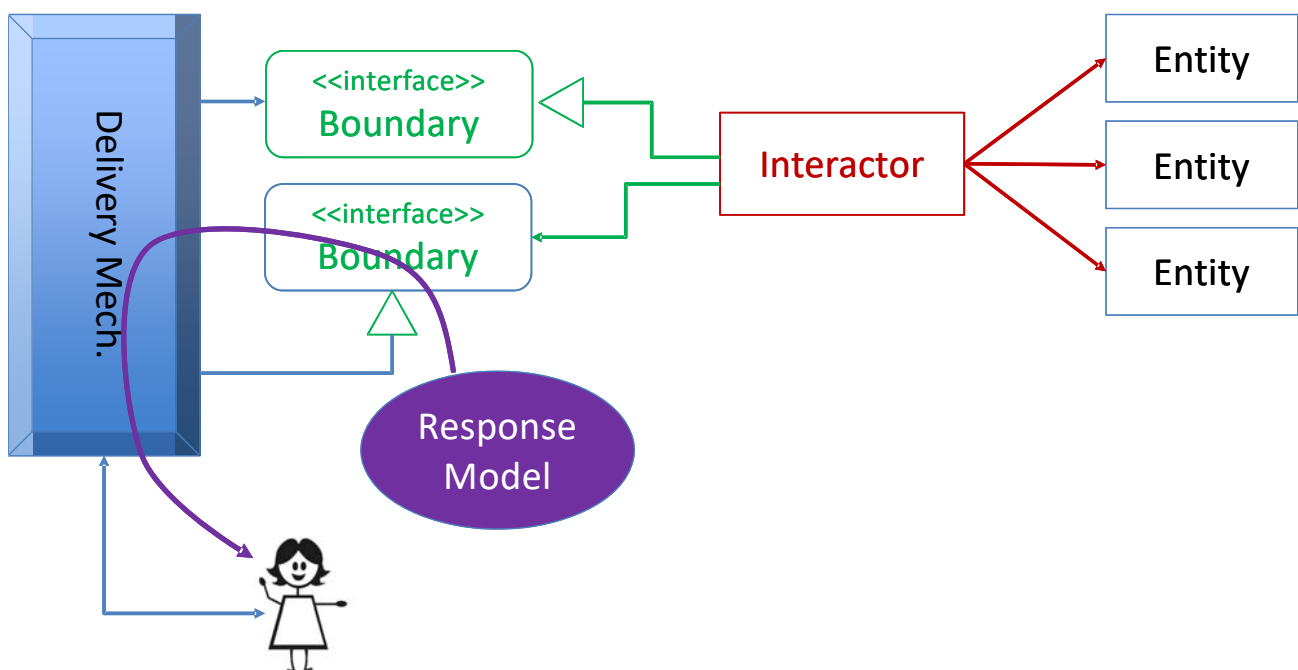 Delivery Mech.
<<interface>>
Boundary
<<interface>>
Boundary
Interactor
Entity
Entity
Entity
Response
Model